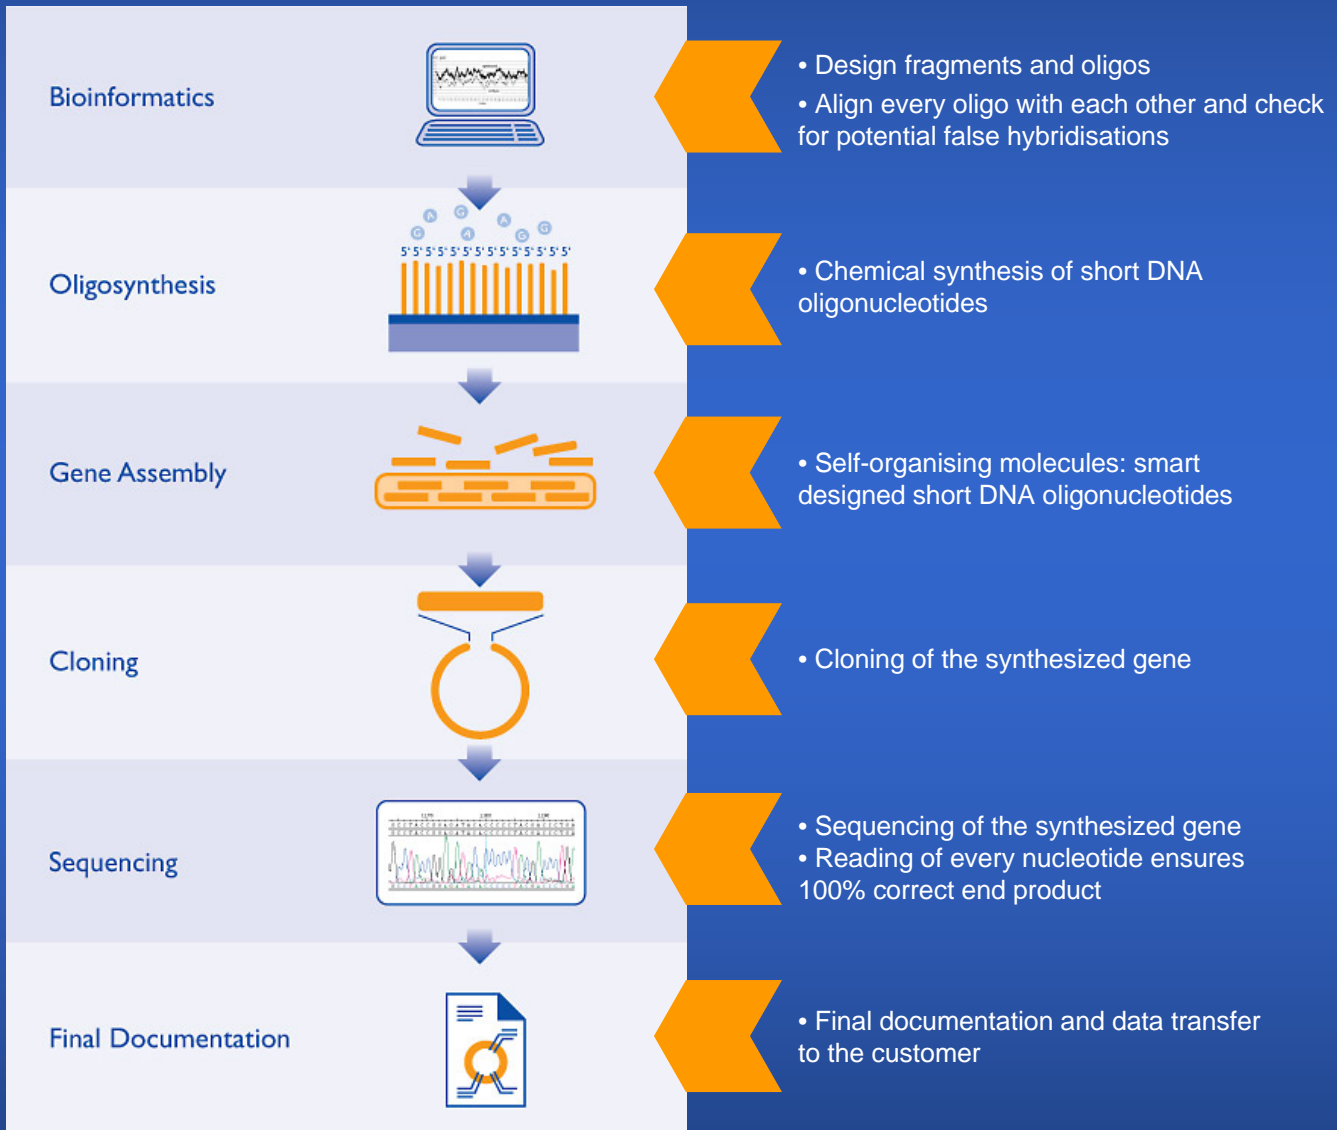 Bioinformatics
• Design fragments and oligos
• Align every oligo with each other and check
for potential false hybridisations
G A G A A G G
5' 5' 5' 5' 5' 5' 5' 5' 5' 5' 5' 5' 5' 5'
Oligosynthesis
• Chemical synthesis of short DNA
oligonucleotides
Gene Assembly
• Self-organising molecules: smart
designed short DNA oligonucleotides
Cloning
• Cloning of the synthesized gene
Sequencing
• Sequencing of the synthesized gene
• Reading of every nucleotide ensures
100% correct end product
Final Documentation
• Final documentation and data transfer
to the customer